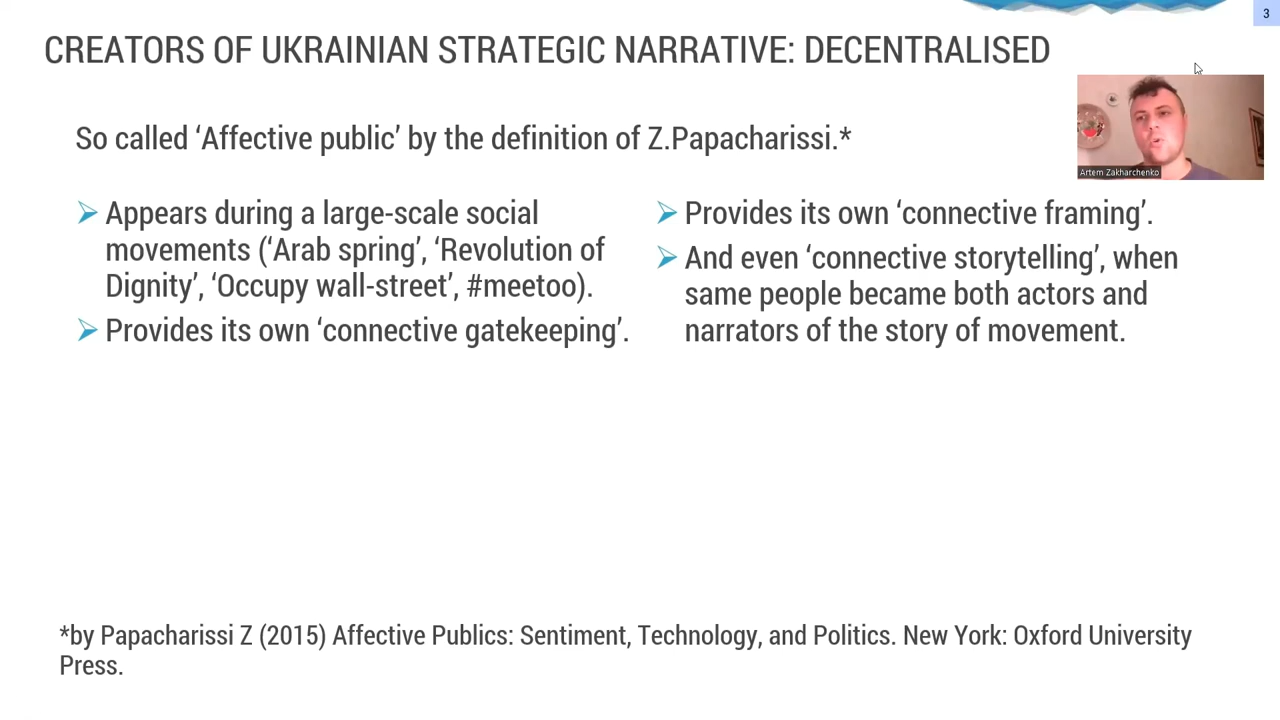 3
CREATORS OF UKRAINIAN STRATEGIC NARRATIVE: DECENTRALISED
So called ‘Affective public’ by the definition of Z.Papacharissi.*
Artem Zakharchenko
Appears during a large-scale social
movements (‘Arab spring’, ‘Revolution of
Dignity’, ‘Occupy wall-street’, #meetoo).
Provides its own ‘connective gatekeeping’.
Provides its own ‘connective framing’.
And even ‘connective storytelling’, when
same people became both actors and
narrators of the story of movement.
*by Papacharissi Z (2015) Affective Publics: Sentiment, Technology, and Politics. New York: Oxford University
Press.